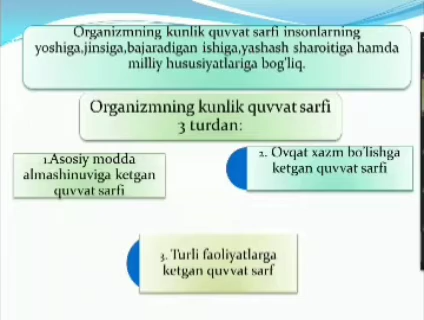 Organizmning kunlik quvvat sarfi insonlarning
yoshiga,jinsiga,bajaradigan ishiga,yashash sharoitiga hamda
milliy hususiyatlariga bog'liq.
Organizmning kunlik quvvat sarfi
3 turdan:
1.Asosiy modda
almashinuviga ketgan
quvvat sarfi
2. Ovqat xazm bo'lishga
ketgan quvvat sarfi
3. Turli faoliyatlarga
ketgan quvvat sarf